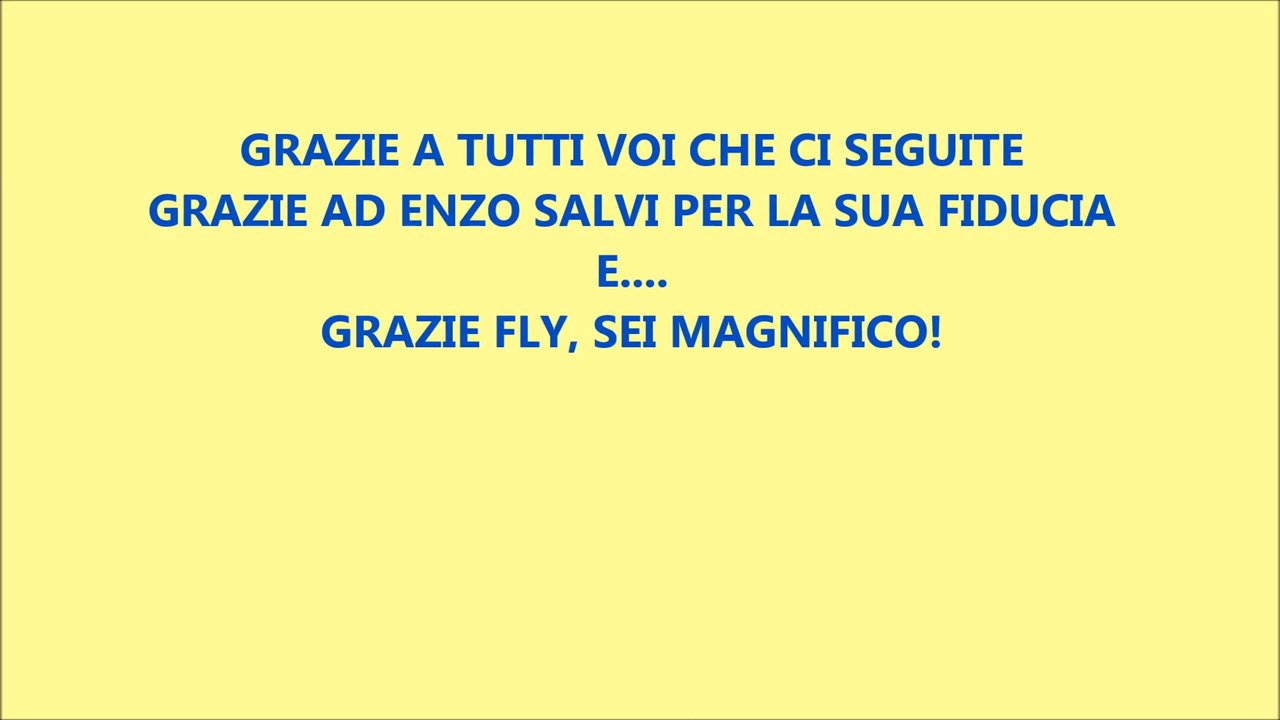 GRAZIE A TUTTI VOI CHE CI SEGUITE
GRAZIE AD ENZO SALVI PER LA SUA FIDUCIA
E....
GRAZIE FLY, SEI MAGNIFICO!